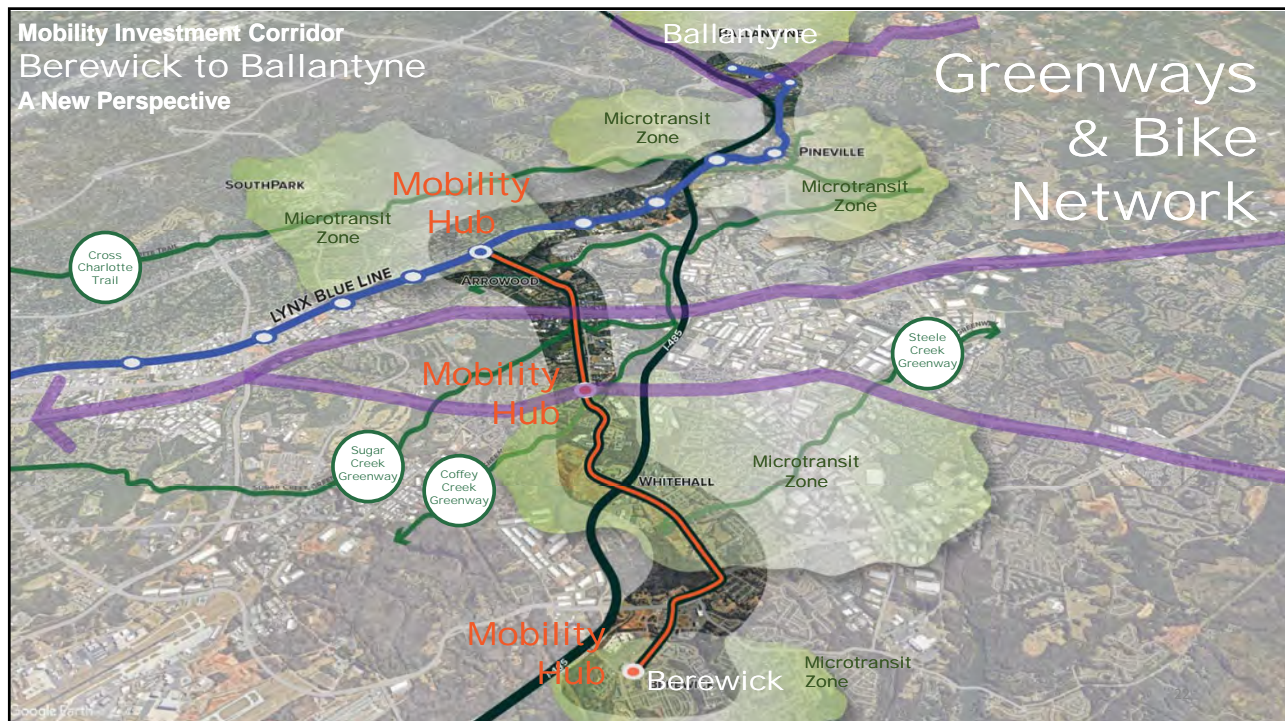 Mobility Investment Corridor
Berewick to Ballantyne
A New Perspective
Greenways
& Bike
Network
BALLANTYNE
Ballantyne
Microtransit
Zone
PINEVILLE
Microtransit
Zone
SOUTHPARK
Mobility
Hub
Microtransit
Zone
Cross
Charlotte
Trail
ARROWOOD
LYNX BLUE LINE
I-485
Steele
Creek
Greenway
Mobility
Hub
Sugar
Creek
Greenway
Coffey
Creek
Greenway
WHITEHALL
Microtransit
Zone
Mobility
Hub
Berewick
Microtransit
Zone
Google Earth